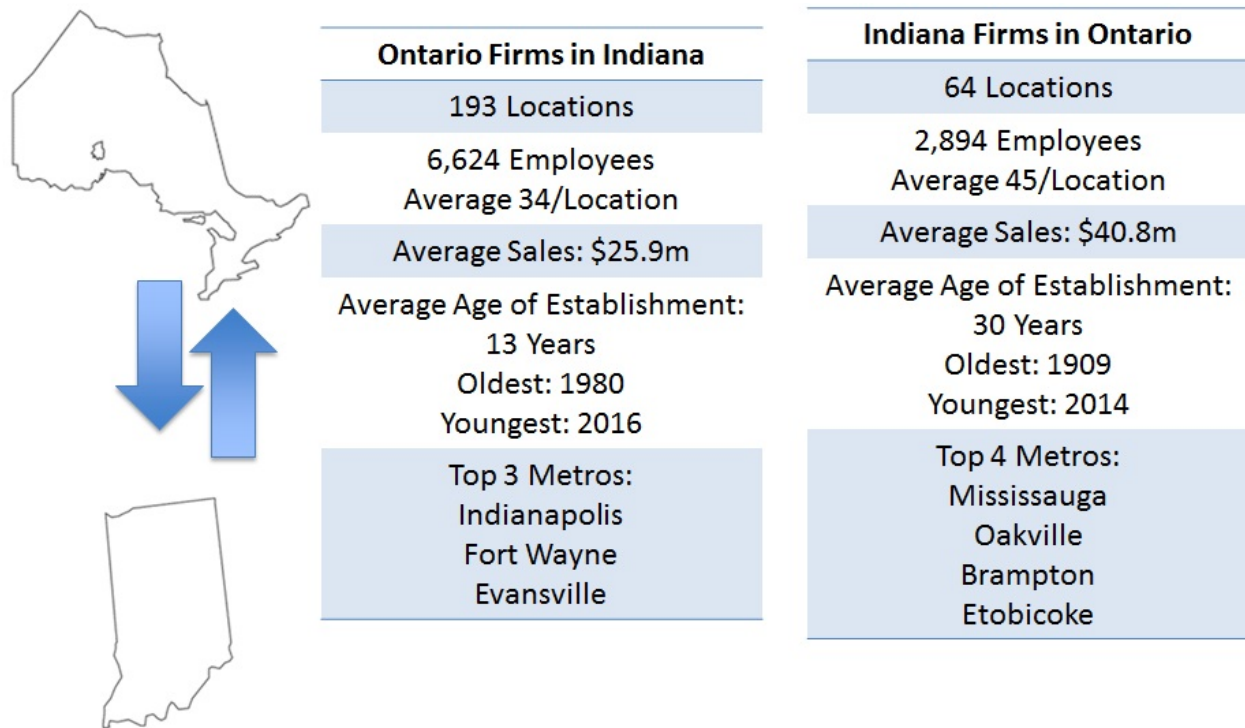 Ontario Firms in Indiana
193 Locations
6,624 Employees
Average 34/Location
Average Sales: $25.9m
Average Age of Establishment:
13 Years
Oldest: 1980
Youngest: 2016
Top 3 Metros:
Indianapolis
Fort Wayne
Evansville
Indiana Firms in Ontario
64 Locations
2,894 Employees
Average 45/Location
Average Sales: $40.8m
Average Age of Establishment:
30 Years
Oldest: 1909
Youngest: 2014
Top 4 Metros:
Mississauga
Oakville
Brampton
Etobicoke